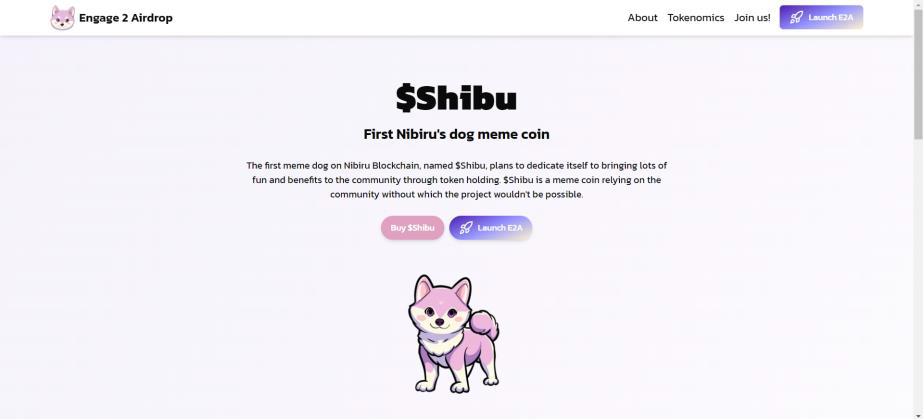 Engage 2 Airdrop
About
Tokenomics
Join us!
Launch E2A
$Shibu
First Nibiru's dog meme coin
The first meme dog on Nibiru Blockchain, named $Shibu, plans to dedicate itself to bringing lots of
fun and benefits to the community through token holding. $Shibu is a meme coin relying on the
community without which the project wouldn't be possible.
Buy $Shibu
Launch E2A